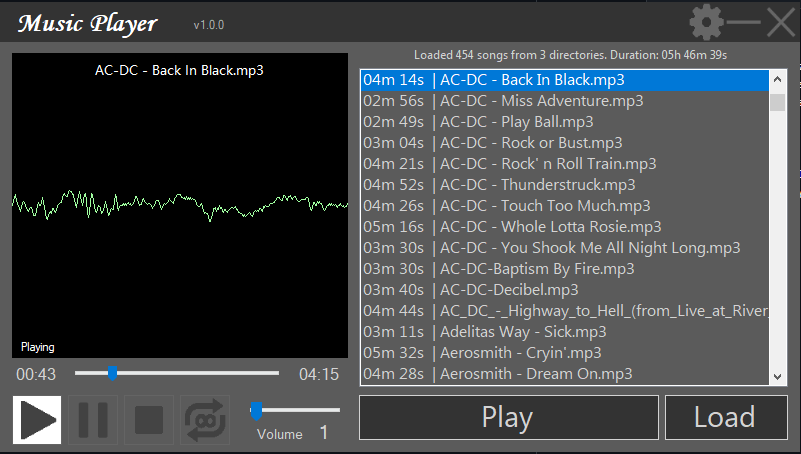 Music Player v1.0.0
Loaded 454 songs from 3 directories. Duration: 05h 46m 39s
AC-DC - Back In Black.mp3
Playing
00:43 04:15
Volume 1
04m 14s | AC-DC - Back In Black.mp3
02m 56s | AC-DC - Miss Adventure.mp3
02m 49s | AC-DC - Play Ball.mp3
03m 04s | AC-DC - Rock or Bust.mp3
04m 21s | AC-DC - Rock' n Roll Train.mp3
04m 52s | AC-DC - Thunderstruck.mp3
04m 26s | AC-DC - Touch Too Much.mp3
05m 16s | AC-DC - Whole Lotta Rosie.mp3
03m 30s | AC-DC - You Shook Me All Night Long.mp3
03m 30s | AC-DC-Baptism By Fire.mp3
03m 40s | AC-DC-Decibel.mp3
04m 44s | AC_DC_-_Highway_to_Hell_(from_Live_at_River_
03m 11s | Adelitas Way - Sick.mp3
05m 32s | Aerosmith - Cryin'.mp3
04m 28s | Aerosmith - Dream On.mp3
Play Load